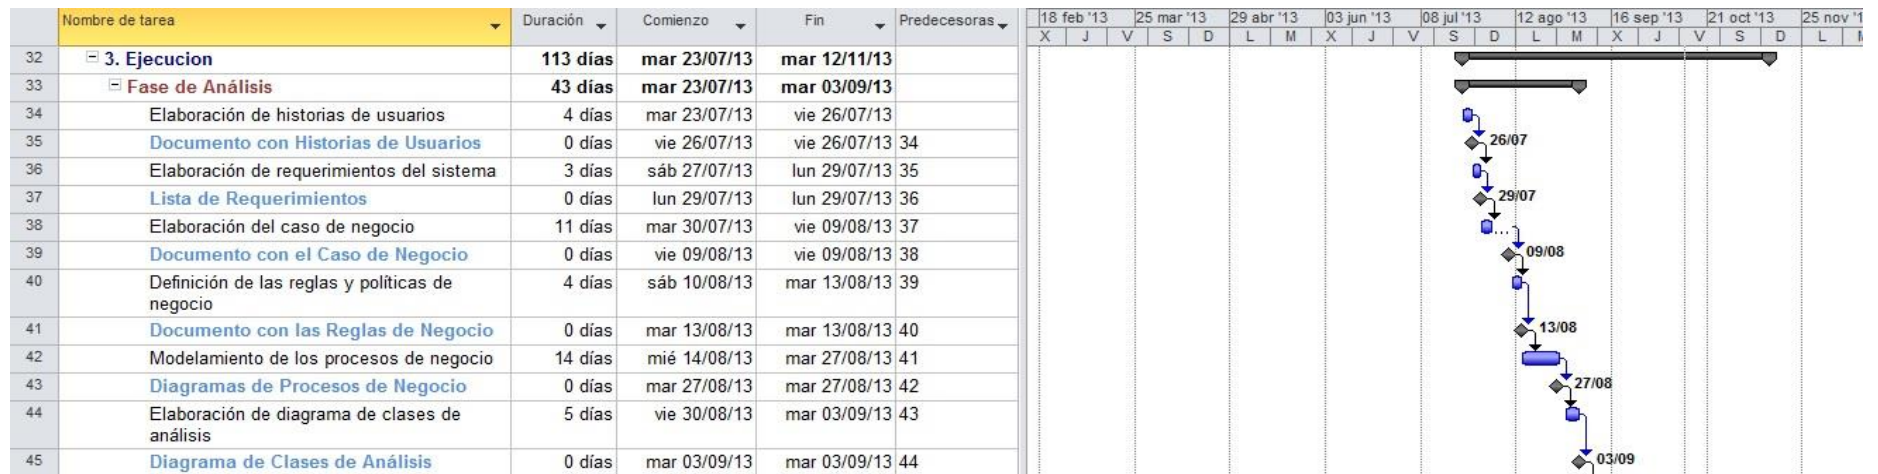 Nombre de tarea Duración Comienzo Fin Predecesoras 18 feb '13 25 mar '13 29 abr '13 03 jun '13 08 jul '13 12 ago '13 16 sep '13 21 oct '13 25 nov '1
X J V S D L M X J V S D L M X J V S D L
32 3. Ejecucion 113 días mar 23/07/13 mar 12/11/13
33 Fase de Análisis 43 días mar 23/07/13 mar 03/09/13
34 Elaboración de historias de usuarios 4 días mar 23/07/13 vie 26/07/13
35 Documento con Historias de Usuarios 0 días vie 26/07/13 vie 26/07/13 34 26/07
36 Elaboración de requerimientos del sistema 3 días sáb 27/07/13 lun 29/07/13 35
37 Lista de Requerimientos 0 días lun 29/07/13 lun 29/07/13 36 29/07
38 Elaboración del caso de negocio 11 días mar 30/07/13 vie 09/08/13 37
39 Documento con el Caso de Negocio 0 días vie 09/08/13 vie 09/08/13 38 09/08
40 Definición de las reglas y políticas de 4 días sáb 10/08/13 mar 13/08/13 39
negocio
41 Documento con las Reglas de Negocio 0 días mar 13/08/13 mar 13/08/13 40 13/08
42 Modelamiento de los procesos de negocio 14 días mié 14/08/13 mar 27/08/13 41
43 Diagramas de Procesos de Negocio 0 días mar 27/08/13 mar 27/08/13 42 27/08
44 Elaboración de diagrama de clases de 5 días vie 30/08/13 mar 03/09/13 43
análisis
45 Diagrama de Clases de Análisis 0 días mar 03/09/13 mar 03/09/13 44 03/09